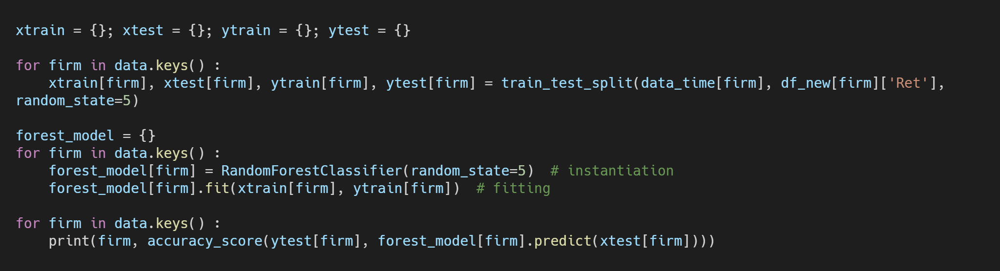 xtrain = {}; xtest = {}; ytrain = {}; ytest = {}
for firm in data.keys() :
    xtrain[firm], xtest[firm], ytrain[firm], ytest[firm] = train_test_split(data_time[firm], df_new[firm]['Ret'],
random_state=5)
forest_model = {}
for firm in data.keys() :
    forest_model[firm] = RandomForestClassifier(random_state=5)  # instantiation
    forest_model[firm].fit(xtrain[firm], ytrain[firm])  # fitting
for firm in data.keys() :
    print(firm, accuracy_score(ytest[firm], forest_model[firm].predict(xtest[firm])))